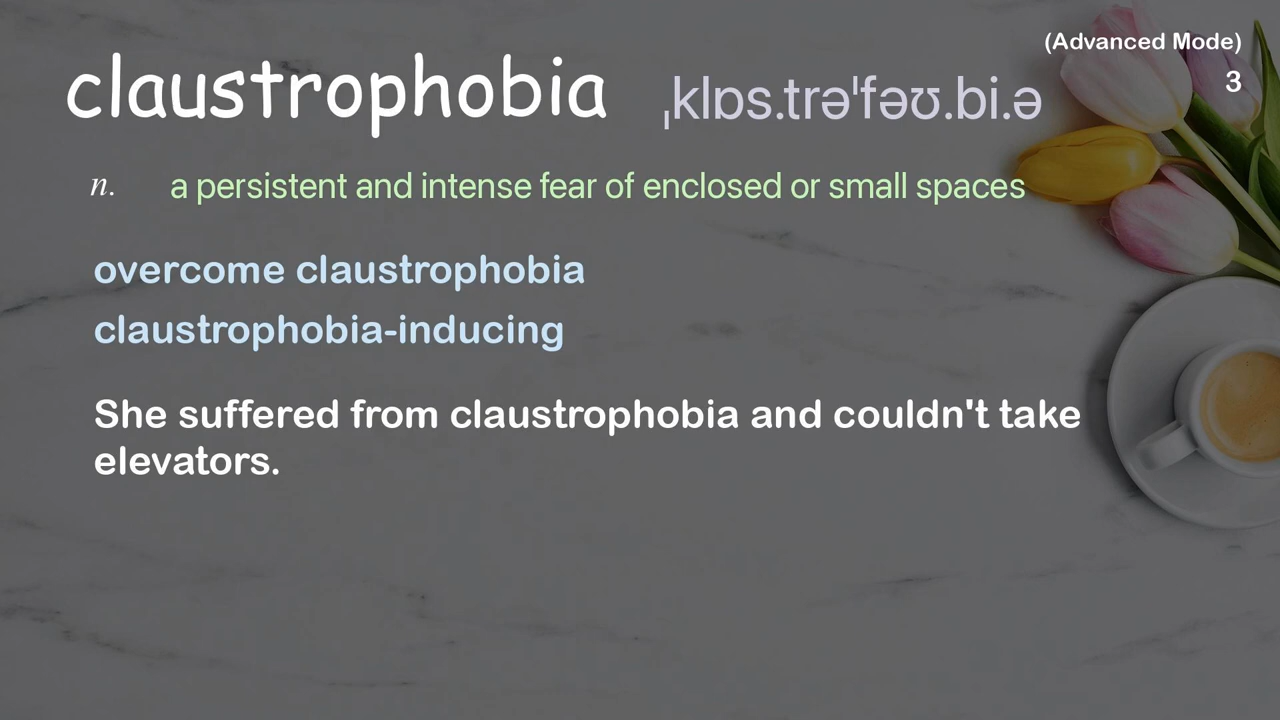 (Advanced Mode)
3
claustrophobia ˌklɒs.trəˈfəʊ.bi.ə
n. a persistent and intense fear of enclosed or small spaces
overcome claustrophobia
claustrophobia-inducing
She suffered from claustrophobia and couldn't take
elevators.